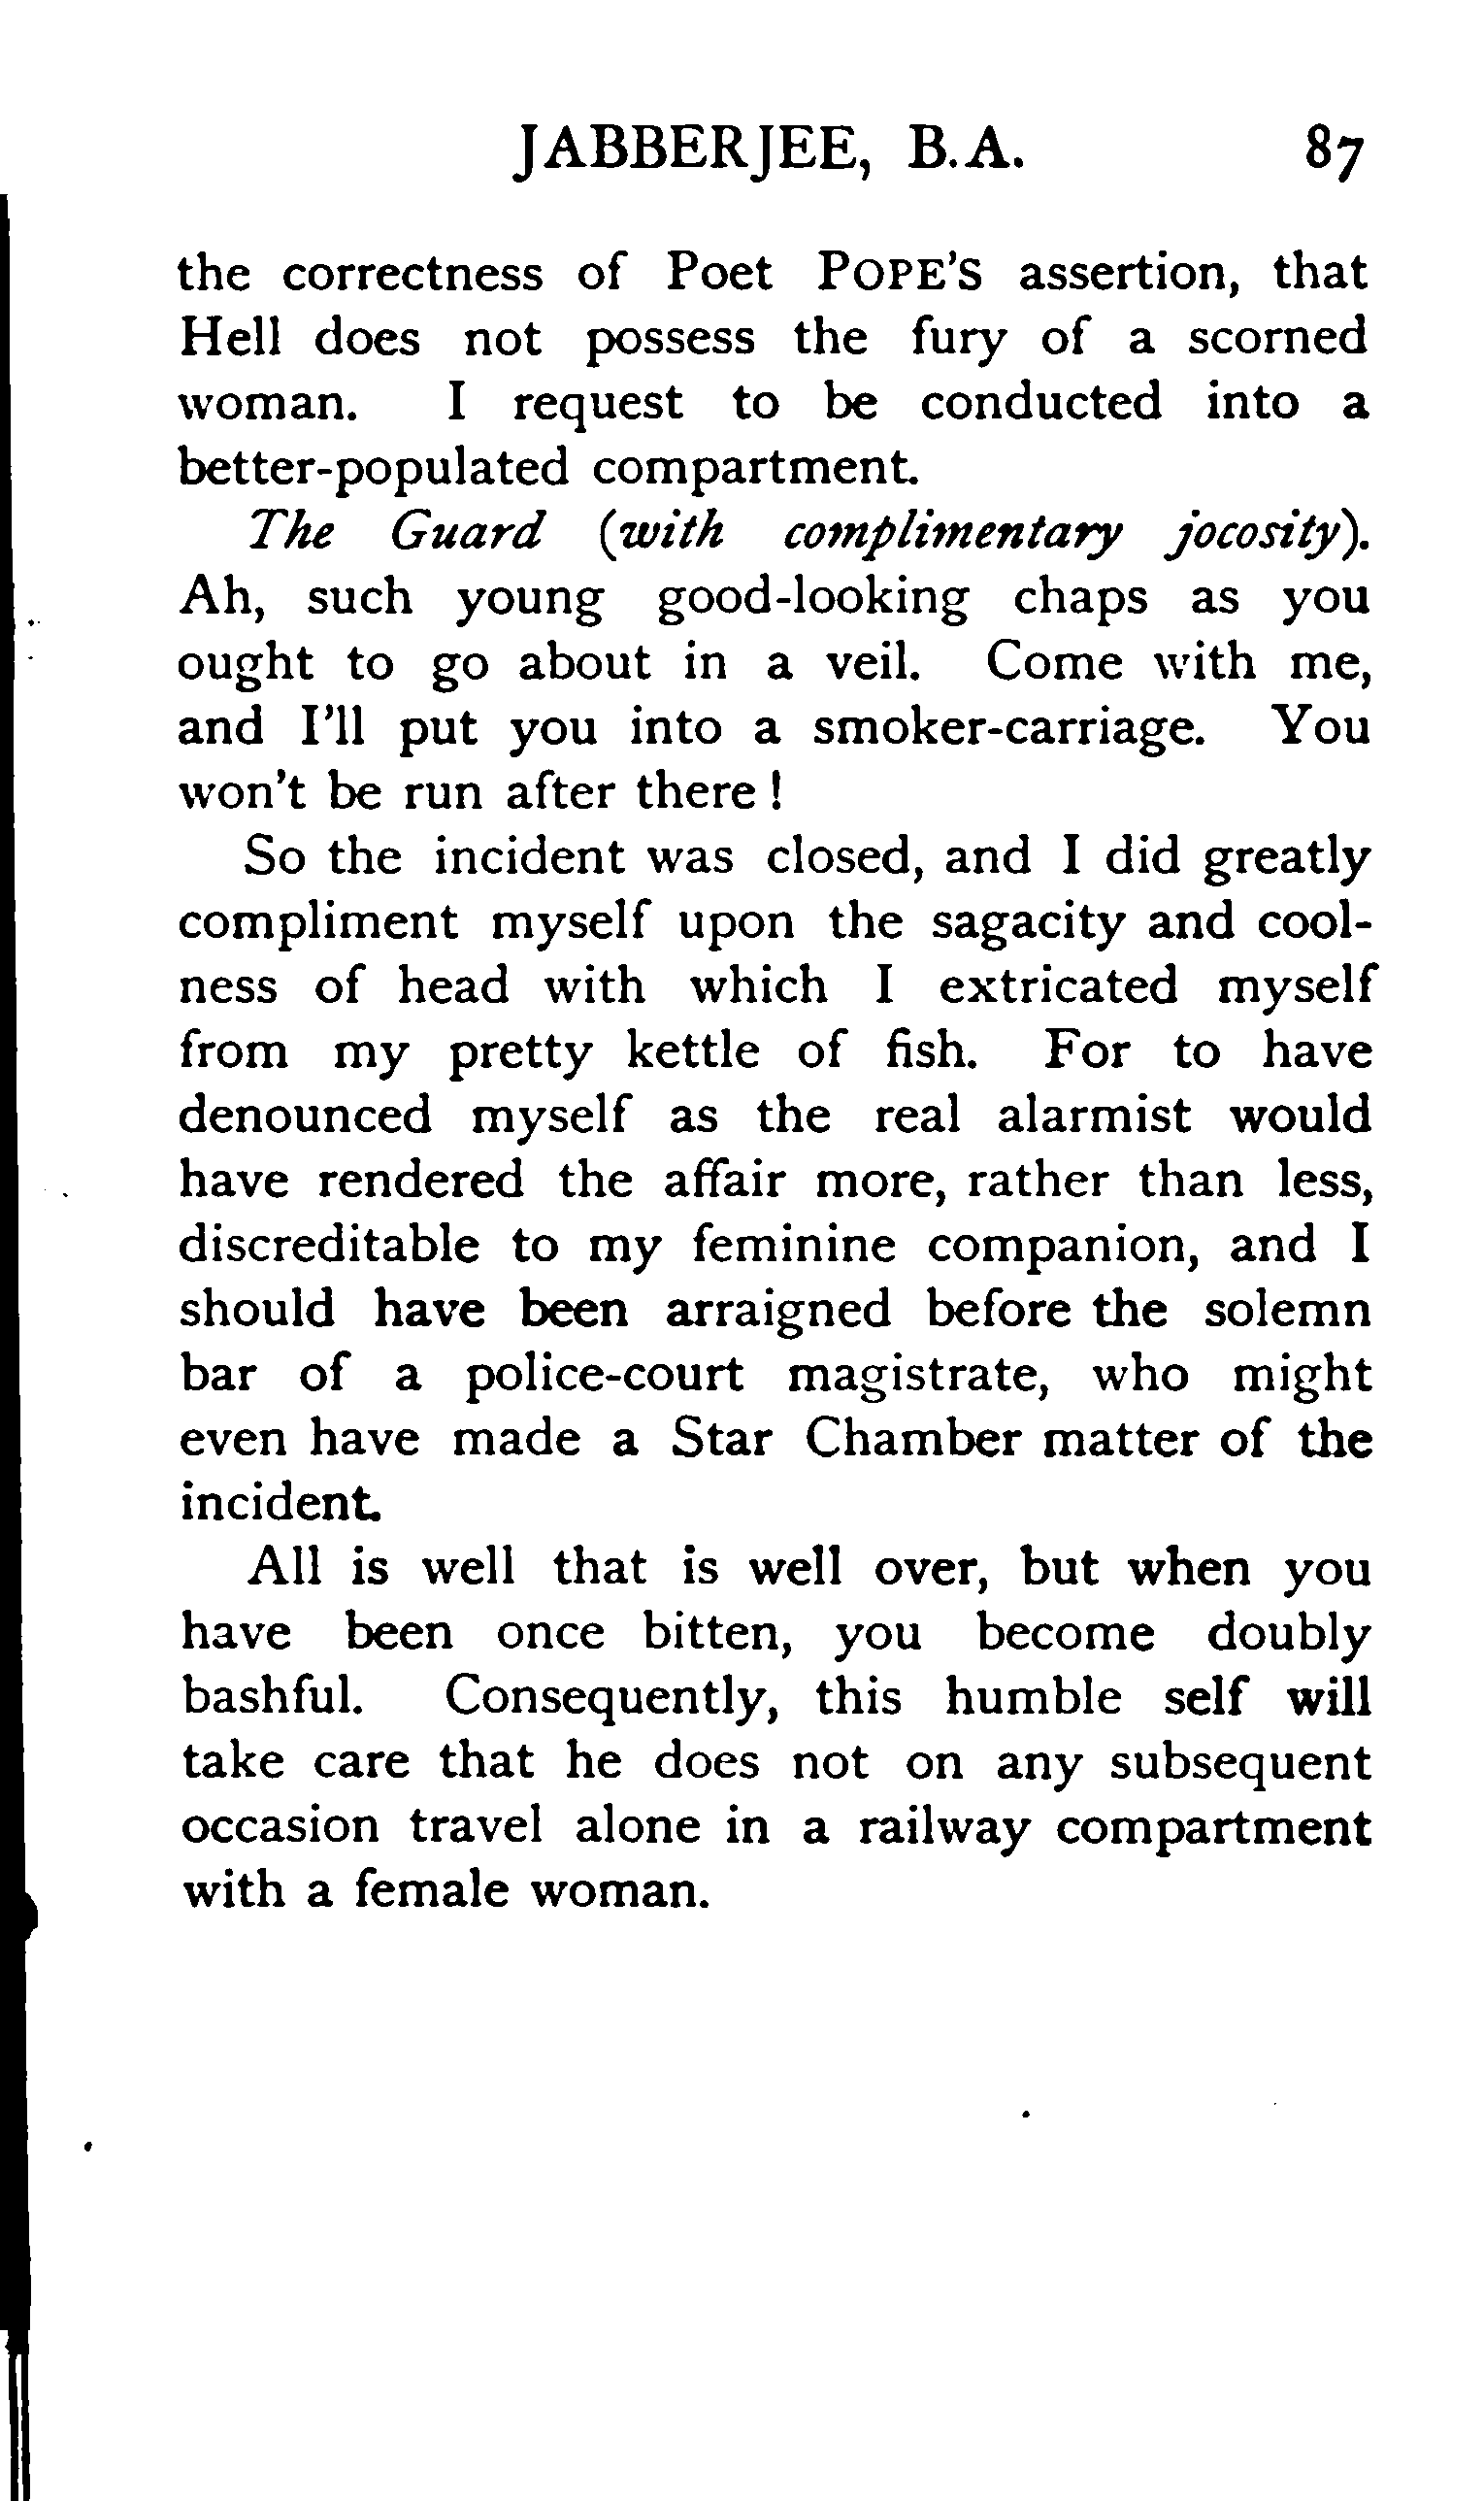 JABBERJEE, B.A. 87
the correctness of Poet POPE'S assertion, that
Hell does not possess the fury of a scorned
woman. I request to be conducted into a
better-populated compartment.
The Guard (with complimentary jocosity).
Ah, such young good-looking chaps as you
ought to go about in a veil. Come with me,
and I'll put you into a smoker-carriage. You
won't be run after there !
So the incident was closed, and I did greatly
compliment myself upon the sagacity and cool-
ness of head with which I extricated myself
from my pretty kettle of fish. For to have
denounced myself as the real alarmist would
have rendered the affair more, rather than less,
discreditable to my feminine companion, and I
should have been arraigned before the solemn
bar of a police-court magistrate, who might
even have made a Star Chamber matter of the
incident.
All is well that is well over, but when you
have been once bitten, you become doubly
bashful. Consequently, this humble self will
take care that he does not on any subsequent
occasion travel alone in a railway compartment
with a female woman.